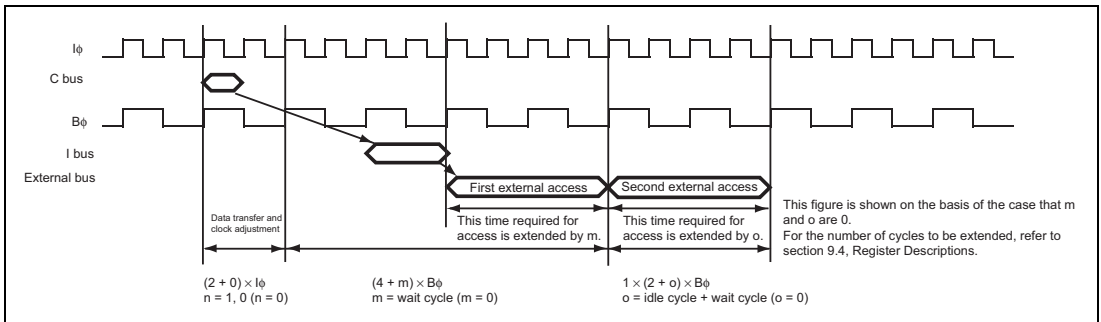 Iϕ
C bus
Bϕ
I bus
External bus
First external access
Second external access
Data transfer and
clock adjustment
This time required for
access is extended by m.
This time required for
access is extended by o.
This figure is shown on the basis of the case that m
and o are 0.
For the number of cycles to be extended, refer to
section 9.4, Register Descriptions.
(2 + 0) × Iϕ
n = 1, 0 (n = 0)
(4 + m) × Bϕ
m = wait cycle (m = 0)
1 × (2 + o) × Bϕ
o = idle cycle + wait cycle (o = 0)